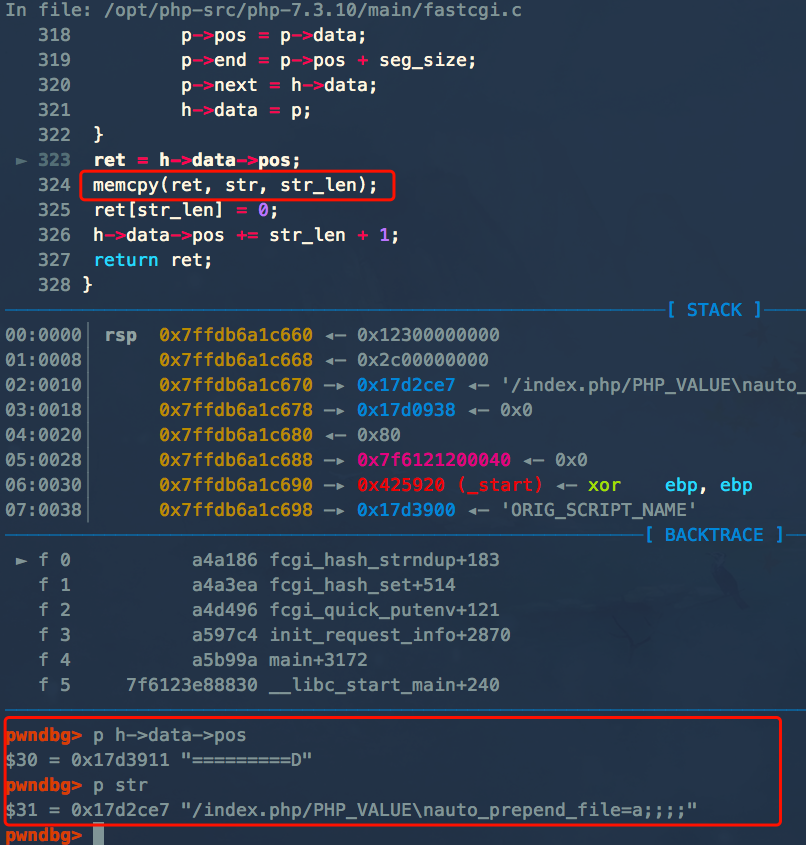 In file: /opt/php-src/php-7.3.10/main/fastcgi.c
318 p->pos = p->data;
319 p->end = p->pos + seg_size;
320 p->next = h->data;
321 h->data = p;
322 }
► 323 ret = h->data->pos;
324 memcpy(ret, str, str_len);
325 ret[str_len] = 0;
326 h->data->pos += str_len + 1;
327 return ret;
328 }
[ STACK ]
00:0000│ rsp 0x7ffdb6a1c660 ◂— 0x12300000000
01:0008│ 0x7ffdb6a1c668 ◂— 0x2c00000000
02:0010│ 0x7ffdb6a1c670 —▸ 0x17d2ce7 ◂— '/index.php/PHP_VALUE\nauto_
03:0018│ 0x7ffdb6a1c678 —▸ 0x17d0938 ◂— 0x0
04:0020│ 0x7ffdb6a1c680 ◂— 0x80
05:0028│ 0x7ffdb6a1c688 —▸ 0x7f6121200040 ◂— 0x0
06:0030│ 0x7ffdb6a1c690 —▸ 0x425920 (_start) ◂— xor ebp, ebp
07:0038│ 0x7ffdb6a1c698 —▸ 0x17d3900 ◂— 'ORIG_SCRIPT_NAME'
[ BACKTRACE ]
► f 0 a4a186 fcgi_hash_strndup+183
f 1 a4a3ea fcgi_hash_set+514
f 2 a4d496 fcgi_quick_putenv+121
f 3 a597c4 init_request_info+2870
f 4 a5b99a main+3172
f 5 7f6123e88830 __libc_start_main+240
pwndbg> p h->data->pos
$30 = 0x17d3911 "=========D"
pwndbg> p str
$31 = 0x17d2ce7 "/index.php/PHP_VALUE\nauto_prepend_file=a;;;;"
pwndbg>